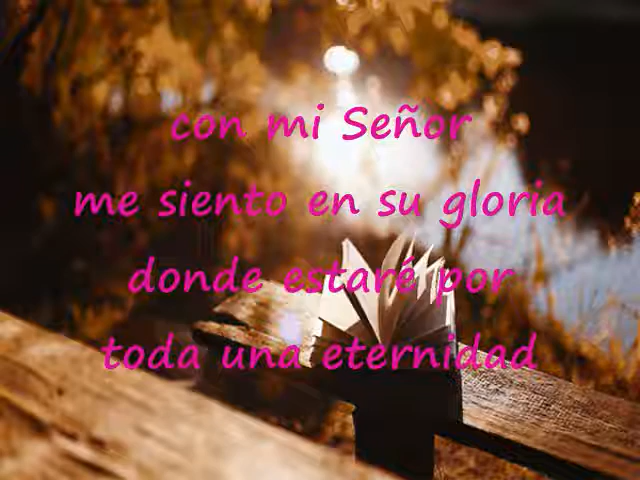 con mi Señor
me siento en su gloria
donde estaré por
toda una eternidad